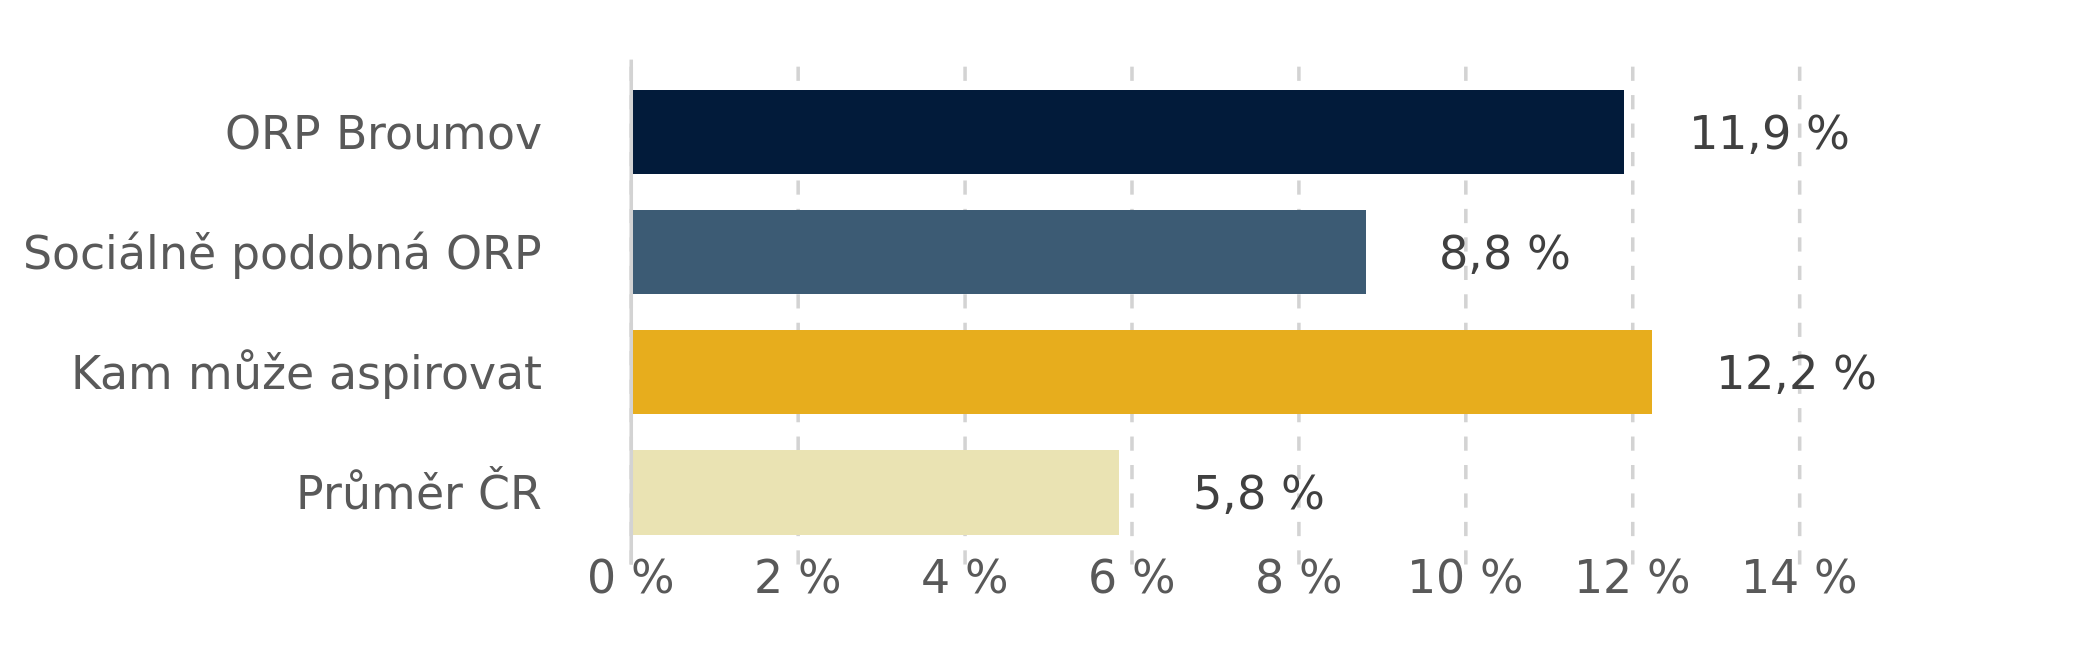 ORP Broumov
11,9 %
Sociálně podobná ORP
8,8 %
Kam může aspirovat
12,2 %
Průměr ČR
5,8 %
0 % 2 % 4 % 6 % 8 % 10 % 12 % 14 %